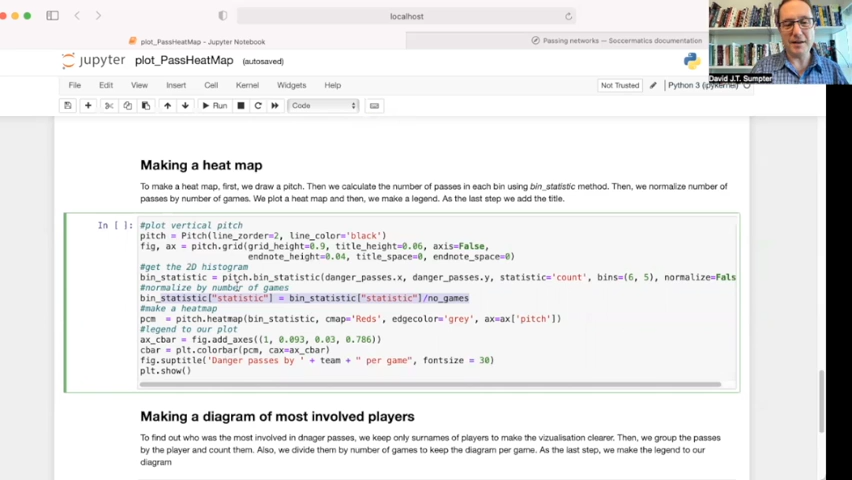 localhost
plot_PassHeatMap - Jupyter Notebook
Passing networks — Soccermatics documentation
David J.T. Sumpter
jupyter plot_PassHeatMap (autosaved)
File Edit View Insert Cell Kernel Widgets Help
Not Trusted
Python 3 (ipykernel)
Run
Code
Making a heat map
To make a heat map, first, we draw a pitch. Then we calculate the number of passes in each bin using bin_statistic method. Then, we normalize number of
passes by number of games. We plot a heat map and then, we make a legend. As the last step we add the title.
In [ ]:
#plot vertical pitch
pitch = Pitch(line_zorder=2, line_color='black')
fig, ax = pitch.grid(grid_height=0.9, title_height=0.06, axis=False,
endnote_height=0.04, title_space=0, endnote_space=0)
#get the 2D histogram
bin_statistic = pitch.bin_statistic(danger_passes.x, danger_passes.y, statistic='count', bins=(6, 5), normalize=Fals
#normalize by number of games
bin_statistic["statistic"] = bin_statistic["statistic"]/no_games
#make a heatmap
pcm = pitch.heatmap(bin_statistic, cmap='Reds', edgecolor='grey', ax=ax['pitch'])
#legend to our plot
ax_cbar = fig.add_axes((1, 0.093, 0.03, 0.786))
cbar = plt.colorbar(pcm, cax=ax_cbar)
fig.suptitle('Danger passes by ' + team + " per game", fontsize = 30)
plt.show()
Making a diagram of most involved players
To find out who was the most involved in dnager passes, we keep only surnames of players to make the vizualisation clearer. Then, we group the passes
by the player and count them. Also, we divide them by number of games to keep the diagram per game. As the last step, we make the legend to our
diagram